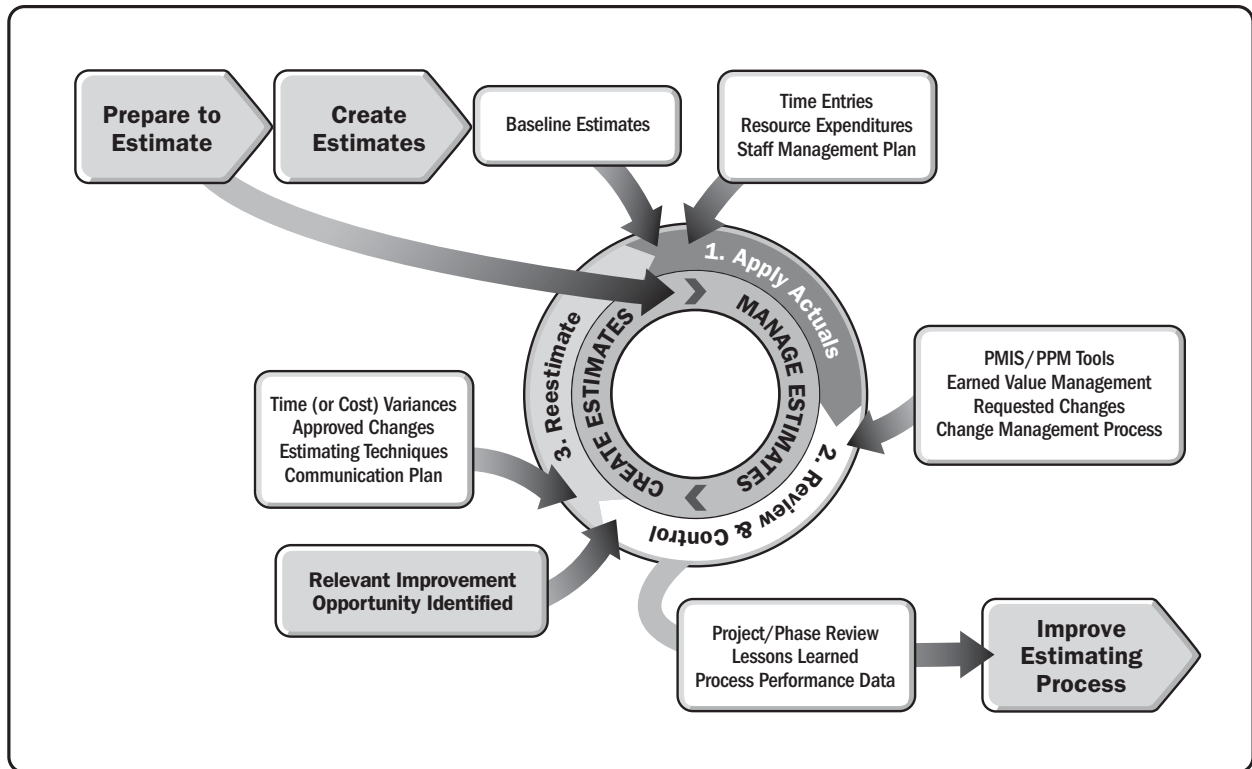 Prepare to
Estimate
Create
Estimates
Baseline Estimates
Time Entries
Resource Expenditures
Staff Management Plan
1. Apply Actuals
MANAGE ESTIMATES
CREATE ESTIMATES
3. Reestimate
2. Review & Control
PMIS/PPM Tools
Earned Value Management
Requested Changes
Change Management Process
Time (or Cost) Variances
Approved Changes
Estimating Techniques
Communication Plan
Relevant Improvement
Opportunity Identified
Project/Phase Review
Lessons Learned
Process Performance Data
Improve
Estimating
Process